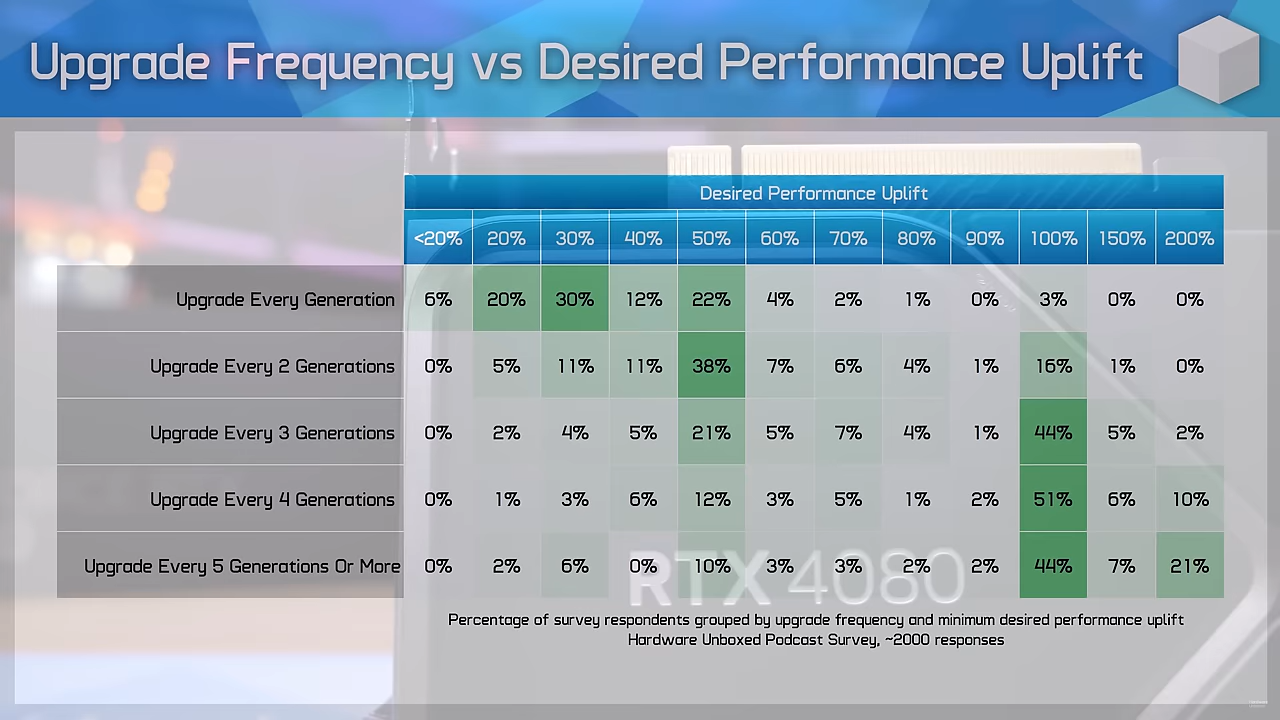 Upgrade Frequency vs Desired Performance Uplift
Desired Performance Uplift
<20% 20% 30% 40% 50% 60% 70% 80% 90% 100% 150% 200%
Upgrade Every Generation 6% 20% 30% 12% 22% 4% 2% 1% 0% 3% 0% 0%
Upgrade Every 2 Generations 0% 5% 11% 11% 38% 7% 6% 4% 1% 16% 1% 0%
Upgrade Every 3 Generations 0% 2% 4% 5% 21% 5% 7% 4% 1% 44% 5% 2%
Upgrade Every 4 Generations 0% 1% 3% 6% 12% 3% 5% 1% 2% 51% 6% 10%
Upgrade Every 5 Generations Or More 0% 2% 6% 0% 10% 3% 3% 2% 2% 44% 7% 21%
RTX 4080
Percentage of survey respondents grouped by upgrade frequency and minimum desired performance uplift
Hardware Unboxed Podcast Survey, ~2000 responses